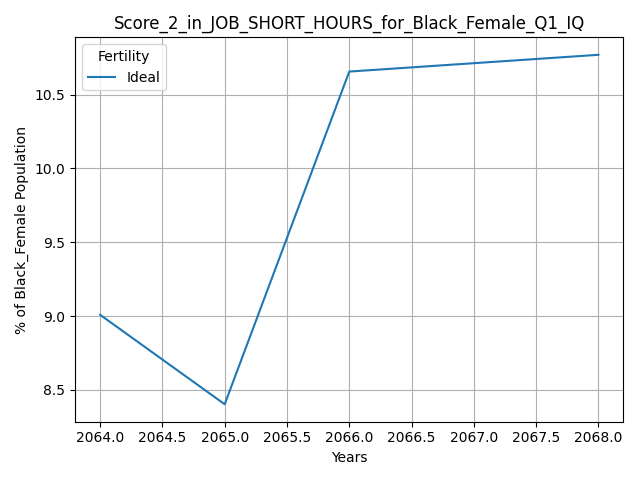 Score_2_in_JOB_SHORT_HOURS_for_Black_Female_Q1_IQ
Fertility
Ideal
% of Black_Female Population
10.5
10.0
9.5
9.0
8.5
2064.0 2064.5 2065.0 2065.5 2066.0 2066.5 2067.0 2067.5 2068.0
Years